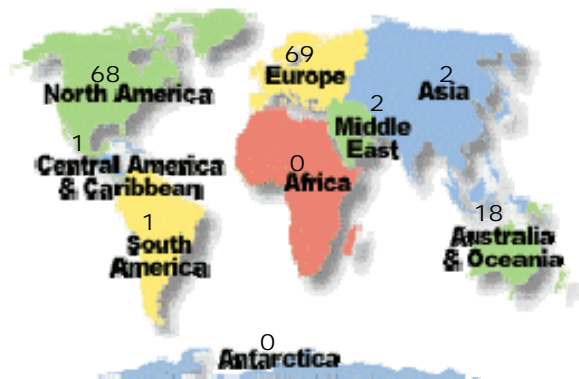 68
North America
69
Europe
2
Asia
2
Middle
East
1
Central America
& Caribbean
0
Africa
1
South
America
18
Australia
& Oceania
0
Antarctica